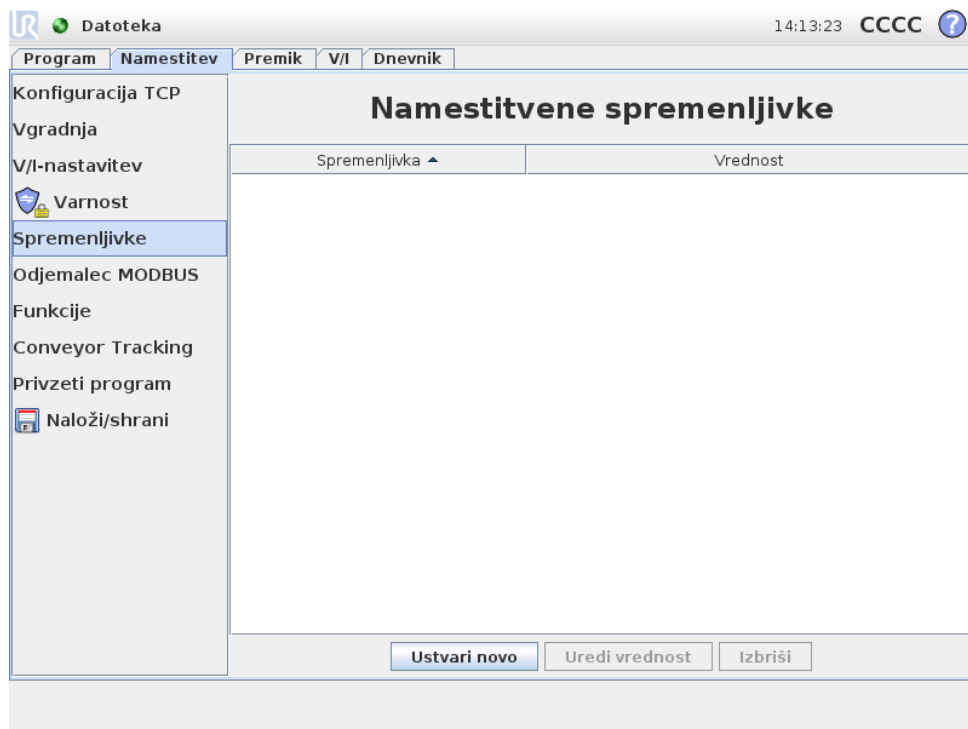 UR Datoteka 14:13:23 CCCC ?
Program Namestitev Premik V/I Dnevnik
Konfiguracija TCP
Vgradnja
V/I-nastavitev
Varnost
Spremenljivke
Odjemalec MODBUS
Funkcije
Conveyor Tracking
Privzeti program
Naloži/shrani
Namestitvene spremenljivke
Spremenljivka Vrednost
Ustvari novo Uredi vrednost Izbriši